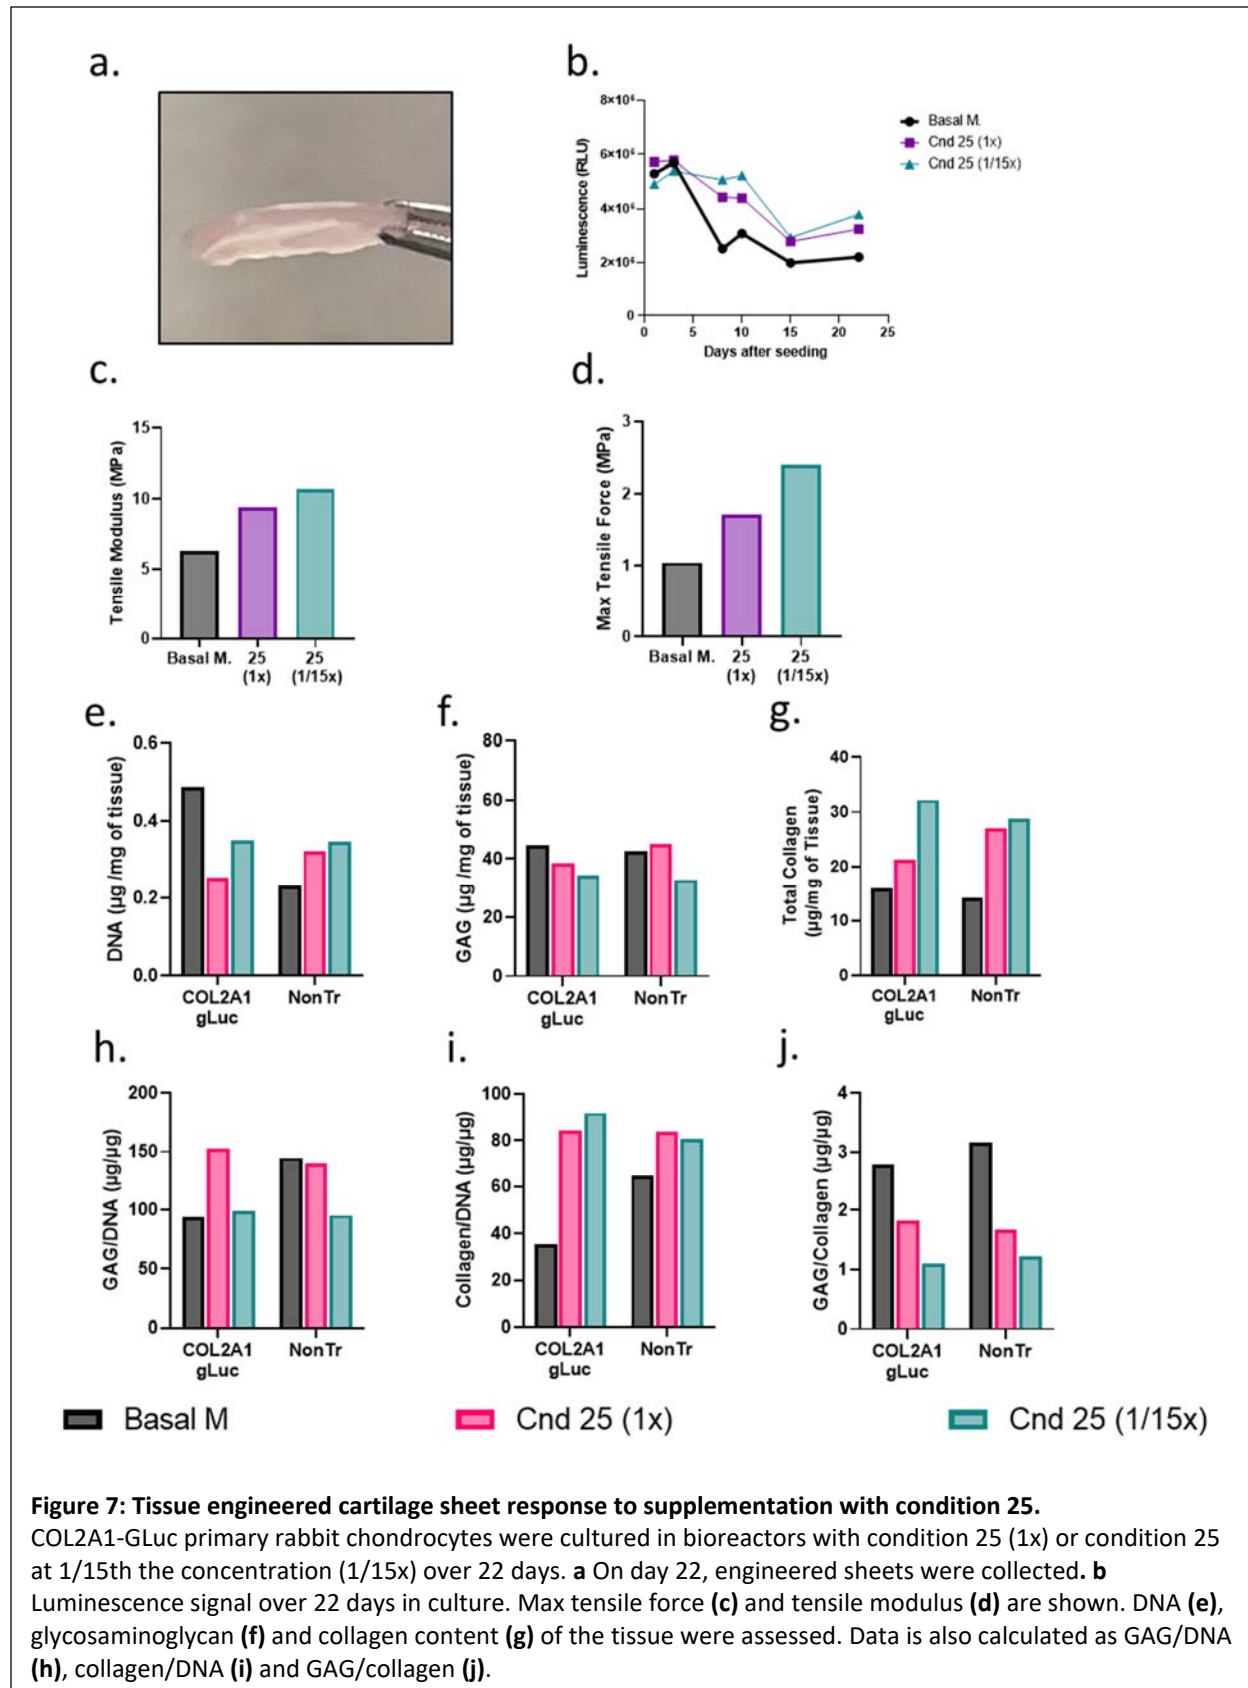 a.
b.
8×10⁶
6×10⁶
4×10⁶
2×10⁶
0
Luminescence (RLU)
0 5 10 15 20 25
Days after seeding
Basal M.
Cnd 25 (1x)
Cnd 25 (1/15x)
c.
d.
15
10
5
0
Tensile Modulus (MPa)
Basal M. 25 25
(1x) (1/15x)
3
2
1
0
Max Tensile Force (MPa)
Basal M. 25 25
(1x) (1/15x)
e.
f.
g.
0.6
0.4
0.2
0.0
DNA (µg /mg of tissue)
COL2A1 NonTr
gLuc
80
60
40
20
0
GAG (µg /mg of tissue)
COL2A1 NonTr
gLuc
40
30
20
10
0
Total Collagen
(µg/mg of Tissue)
COL2A1 NonTr
gLuc
h.
i.
j.
200
150
100
50
0
GAG/DNA (µg/µg)
COL2A1 NonTr
gLuc
100
80
60
40
20
0
Collagen/DNA (µg/µg)
COL2A1 NonTr
gLuc
4
3
2
1
0
GAG/Collagen (µg/µg)
COL2A1 NonTr
gLuc
Basal M Cnd 25 (1x) Cnd 25 (1/15x)
Figure 7: Tissue engineered cartilage sheet response to supplementation with condition 25.
COL2A1-GLuc primary rabbit chondrocytes were cultured in bioreactors with condition 25 (1x) or condition 25
at 1/15th the concentration (1/15x) over 22 days. a On day 22, engineered sheets were collected. b
Luminescence signal over 22 days in culture. Max tensile force (c) and tensile modulus (d) are shown. DNA (e),
glycosaminoglycan (f) and collagen content (g) of the tissue were assessed. Data is also calculated as GAG/DNA
(h), collagen/DNA (i) and GAG/collagen (j).